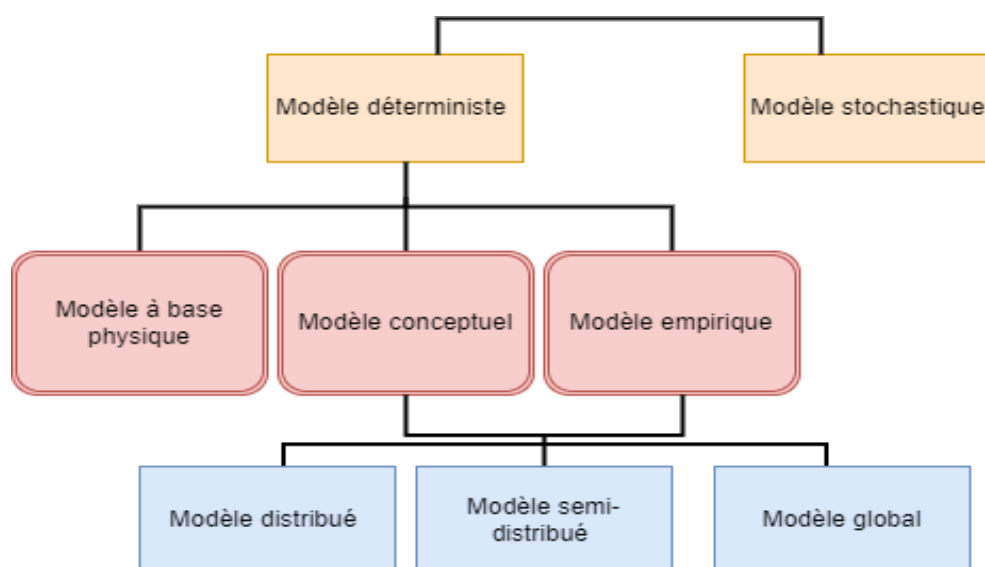 Modèle déterministe
Modèle stochastique
Modèle à base
physique
Modèle conceptuel
Modèle empirique
Modèle distribué
Modèle semi-
distribué
Modèle global